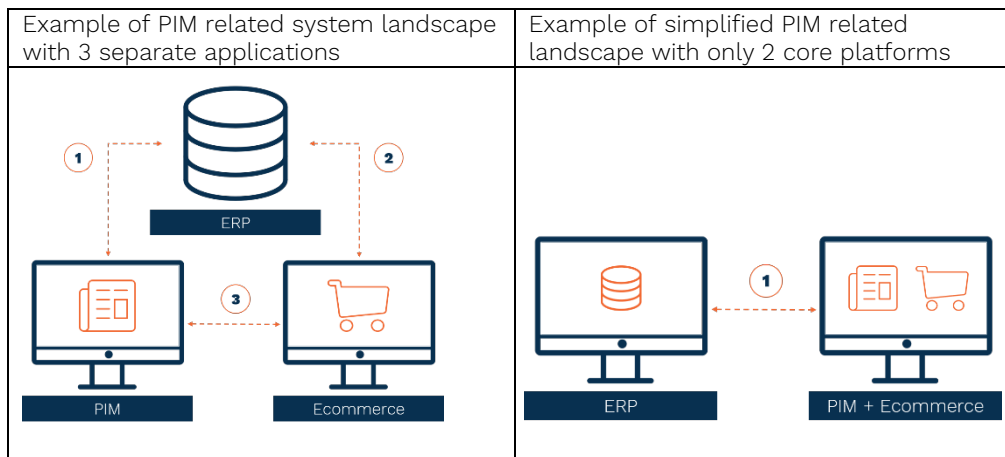 Example of PIM related system landscape
with 3 separate applications
Example of simplified PIM related
landscape with only 2 core platforms
1
2
ERP
3
PIM
Ecommerce
1
ERP
PIM + Ecommerce